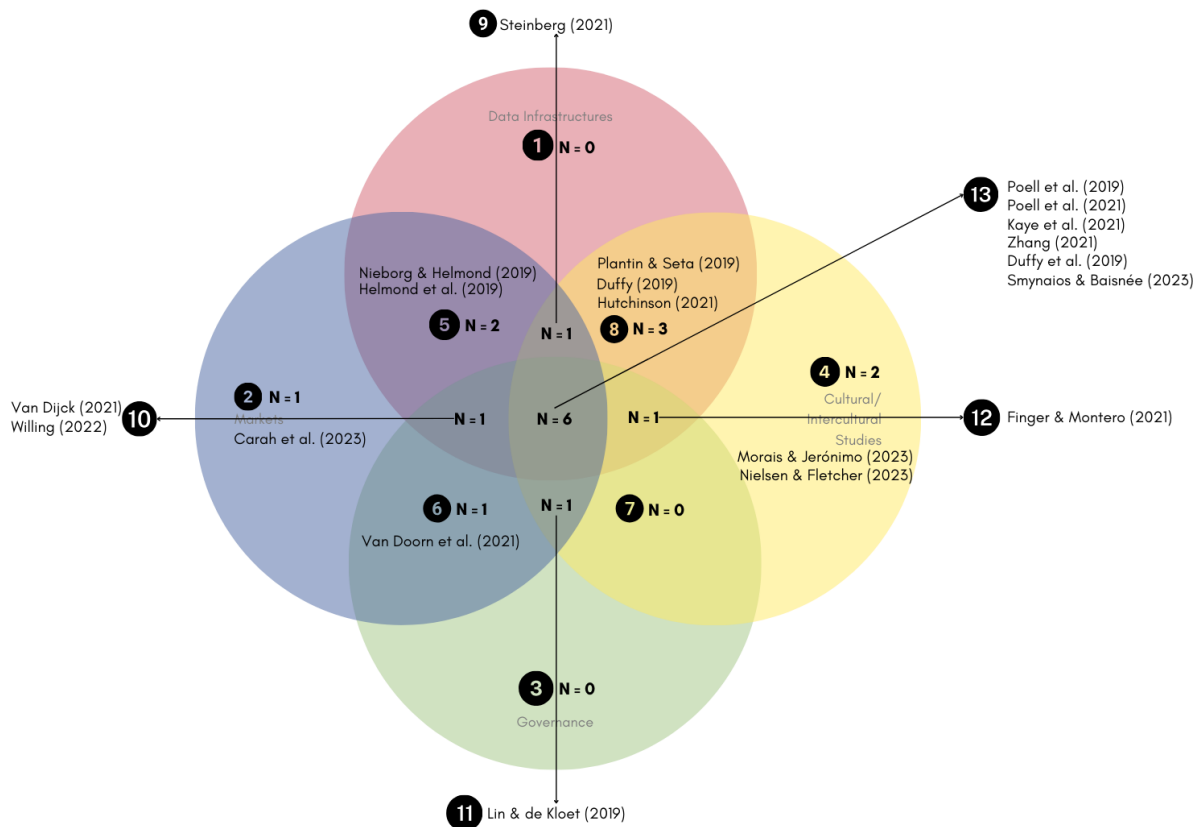 9 Steinberg (2021)
Data Infrastructures
1 N = 0
13 Poell et al. (2019)
Poell et al. (2021)
Kaye et al. (2021)
Zhang (2021)
Duffy et al. (2019)
Smynaios & Baisnée (2023)
Nieborg & Helmond (2019)
Helmond et al. (2019)
5 N = 2
Plantin & Seta (2019)
Duffy (2019)
Hutchinson (2021)
8 N = 3
N = 1
4 N = 2
Cultural/
Intercultural
Studies
Morais & Jerónimo (2023)
Nielsen & Fletcher (2023)
2 N = 1
Markets
Carah et al. (2023)
Van Dijck (2021)
Willing (2022)
10
N = 1
N = 6
N = 1
12 Finger & Montero (2021)
6 N = 1
Van Doorn et al. (2021)
N = 1
7 N = 0
3 N = 0
Governance
11 Lin & de Kloet (2019)